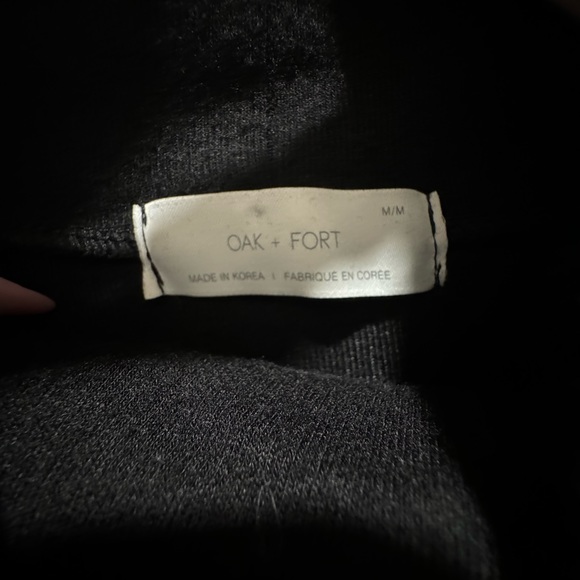 M/M
OAK + FORT
MADE IN KOREA | FABRIQUE EN CORÉE